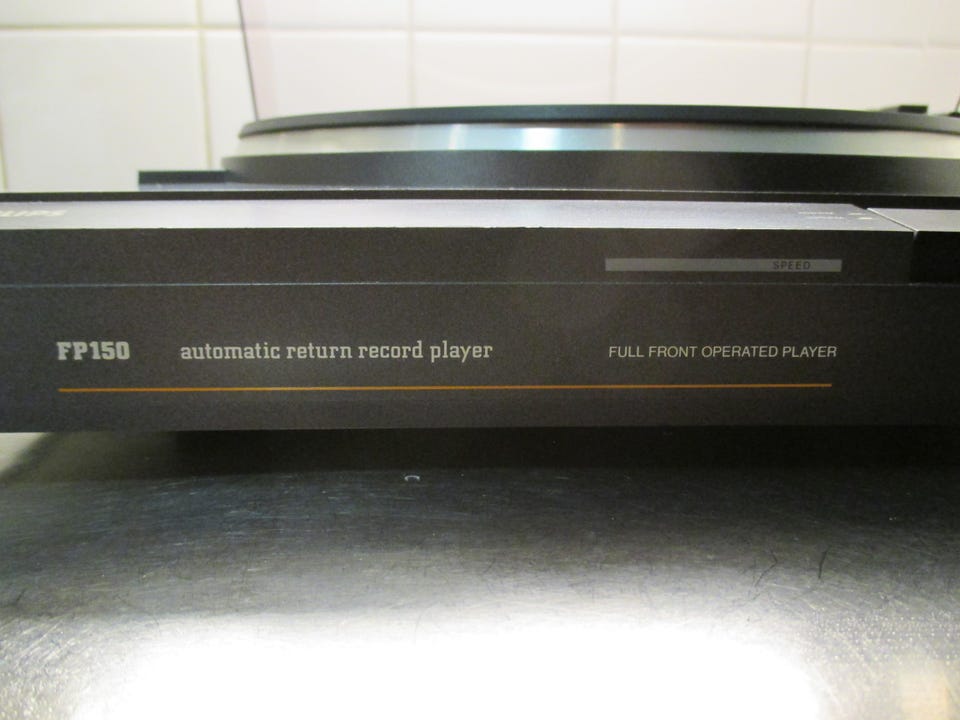 SPEED
FP150 automatic return record player FULL FRONT OPERATED PLAYER